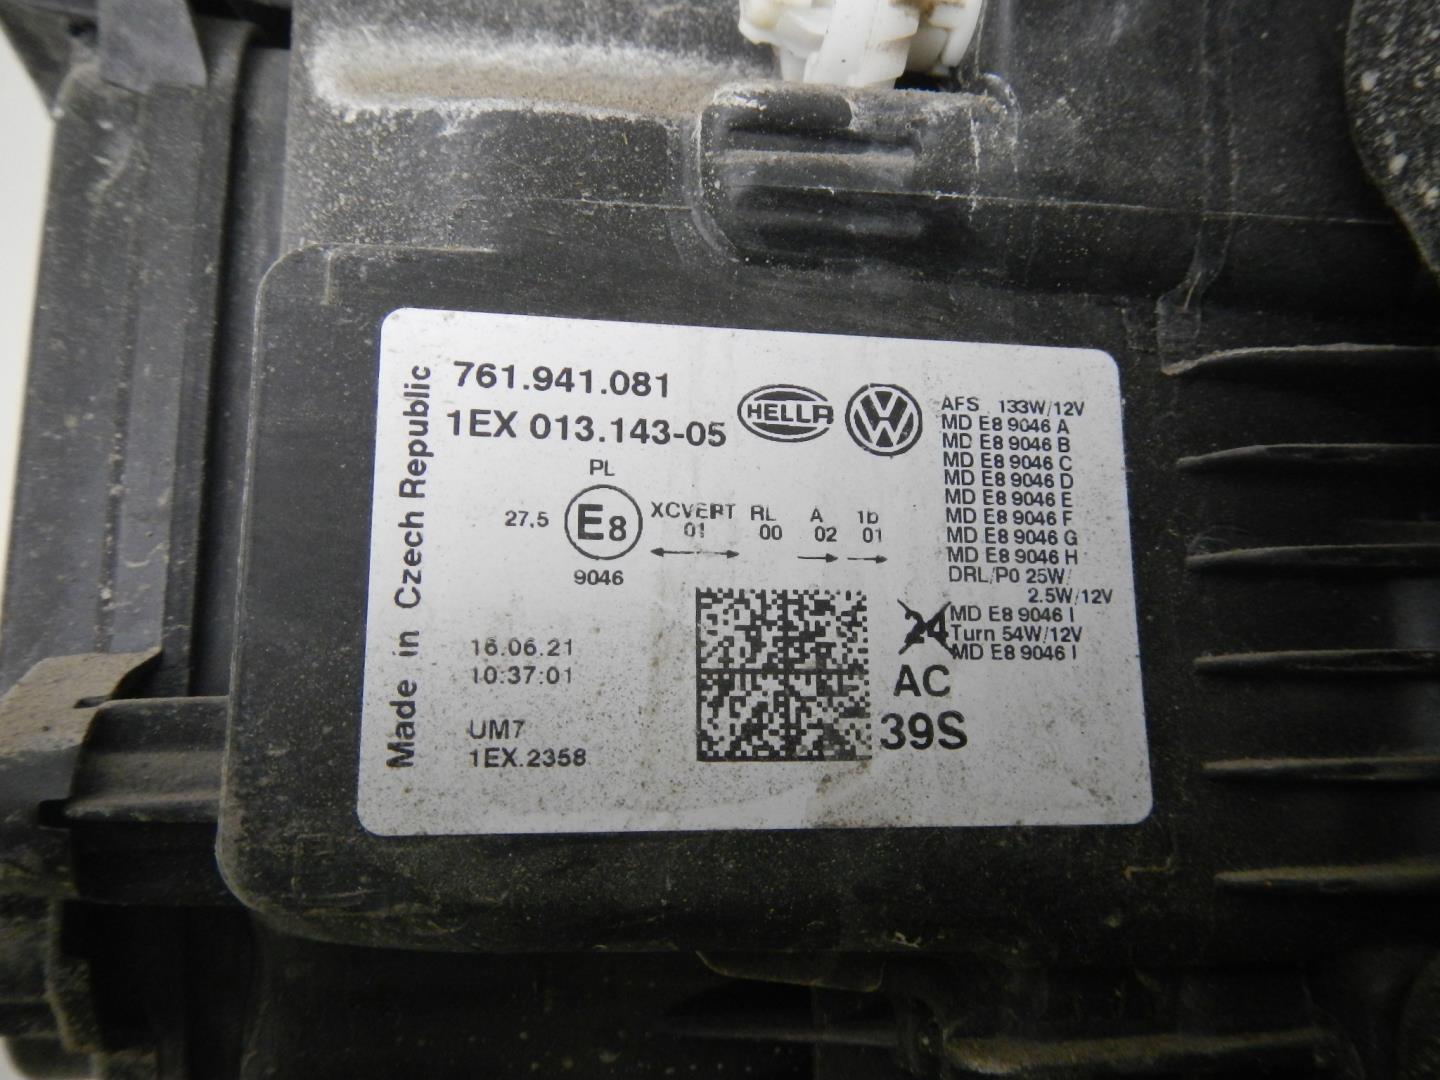 Made in Czech Republic
761.941.081
1EX 013.143-05
HELLA
VW
PL
27,5
E8
9046
XCVERT RL A 1b
01 00 02 01
16.06.21
10:37:01
UM7
1EX.2358
AFS 133W/12V
MD E8 9046 A
MD E8 9046 B
MD E8 9046 C
MD E8 9046 D
MD E8 9046 E
MD E8 9046 F
MD E8 9046 G
MD E8 9046 H
DRL/P0 25W/
2.5W/12V
MD E8 9046 I
Turn 54W/12V
MD E8 9046 I
24
AC
39S